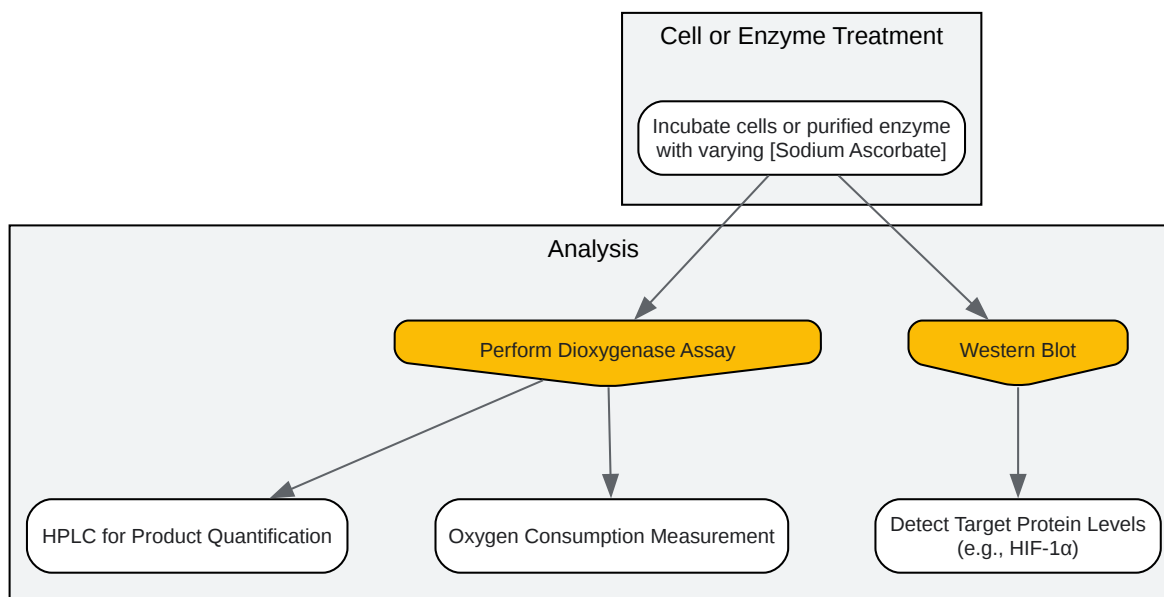 Cell or Enzyme Treatment
Incubate cells or purified enzyme
with varying [Sodium Ascorbate]
Analysis
Perform Dioxygenase Assay
Western Blot
HPLC for Product Quantification
Oxygen Consumption Measurement
Detect Target Protein Levels
(e.g., HIF-1α)